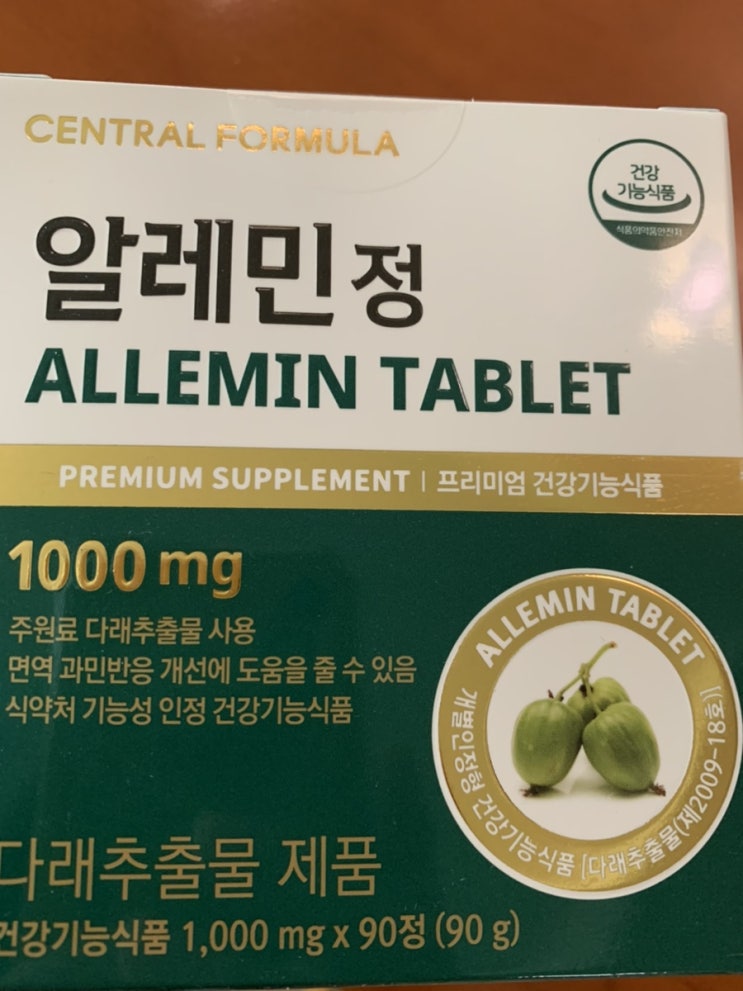 CENTRAL FORMULA
건강
기능식품
식품의약품안전처
알레민정
ALLEMIN TABLET
PREMIUM SUPPLEMENT | 프리미엄 건강기능식품
1000 mg
주원료 다래추출물 사용
면역 과민반응 개선에 도움을 줄 수 있음
식약처 기능성 인정 건강기능식품
ALLEMIN TABLET
개별인정형 건강기능식품 [다래추출물(제2009-18호)]
다래추출물 제품
건강기능식품 1,000 mg x 90정 (90 g)